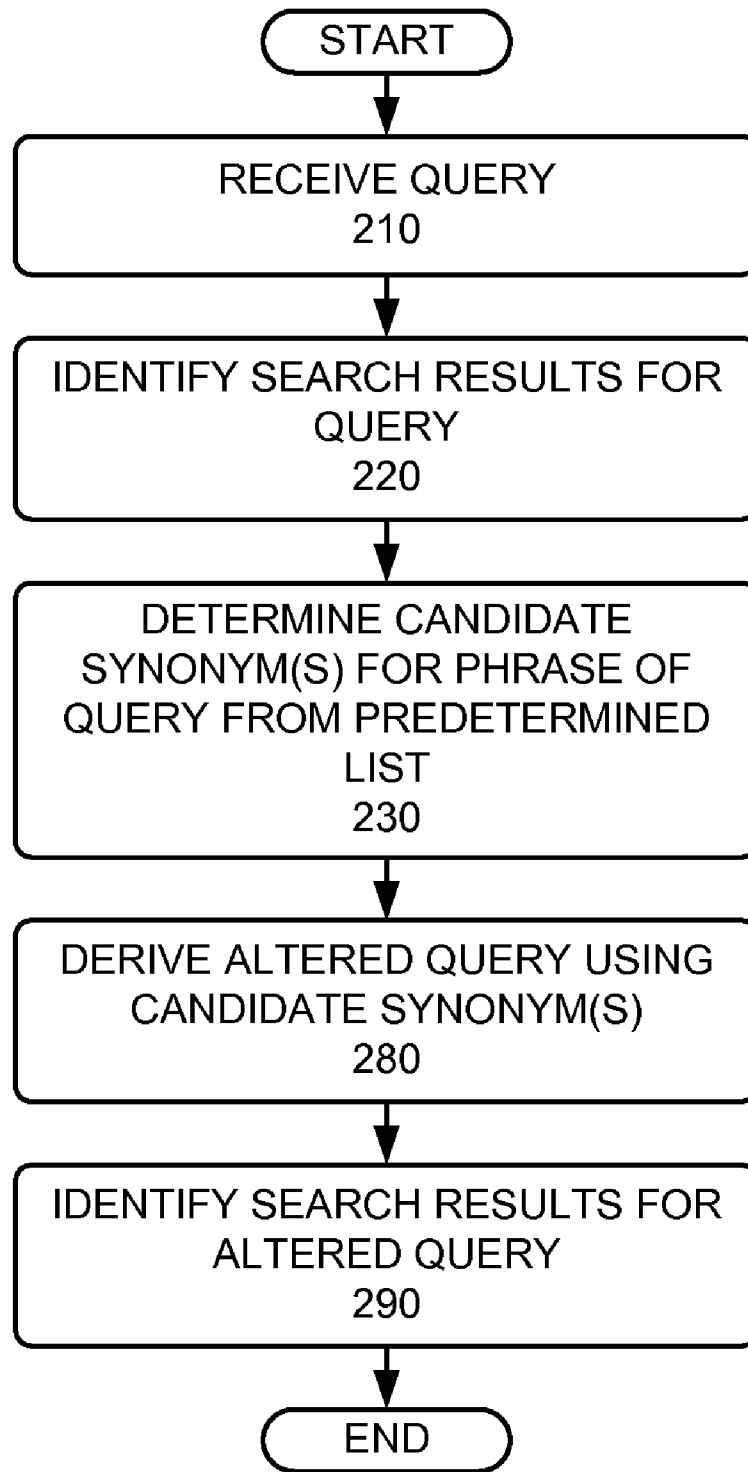 START
RECEIVE QUERY
210
IDENTIFY SEARCH RESULTS FOR
QUERY
220
DETERMINE CANDIDATE
SYNONYM(S) FOR PHRASE OF
QUERY FROM PREDETERMINED
LIST
230
DERIVE ALTERED QUERY USING
CANDIDATE SYNONYM(S)
280
IDENTIFY SEARCH RESULTS FOR
ALTERED QUERY
290
END